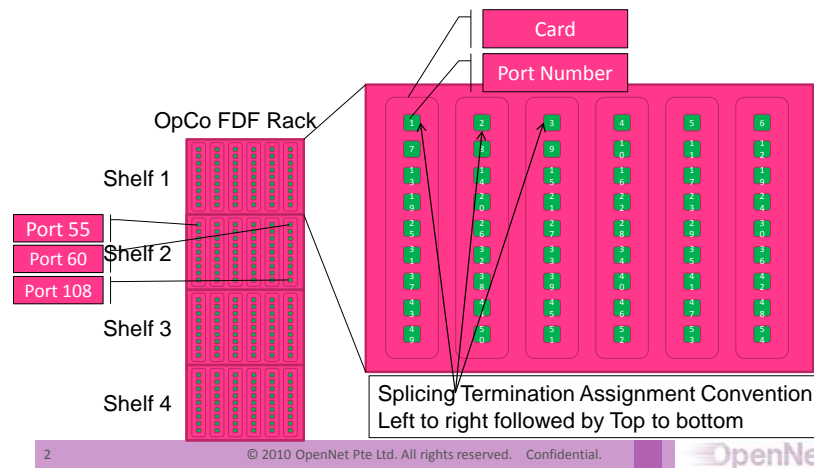 Card
Port Number
OpCo FDF Rack
Shelf 1
Shelf 2
Shelf 3
Shelf 4
Port 55
Port 60
Port 108
1 2 3 4 5 6
7 8 9 10 11 12
13 14 15 16 17 19
19 20 21 22 23 24
25 26 27 28 29 30
31 32 33 34 35 36
37 38 39 40 41 42
43 45 46 47 48
49 50 51 52 53 54
Splicing Termination Assignment Convention
Left to right followed by Top to bottom
2
© 2010 OpenNet Pte Ltd. All rights reserved. Confidential.
OpenNe